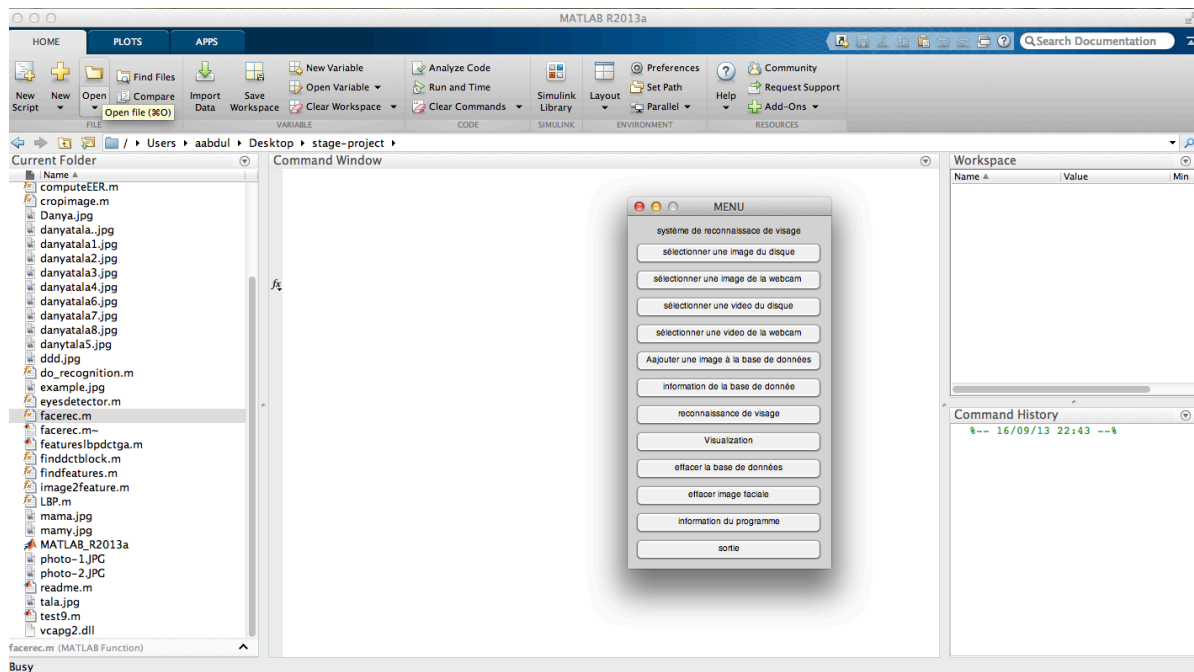 MATLAB R2013a
HOME PLOTS APPS
Search Documentation
New Script
New
Open
Find Files
Compare
Import Data
Save Workspace
New Variable
Open Variable
Clear Workspace
Analyze Code
Run and Time
Clear Commands
Simulink Library
Layout
Preferences
Set Path
Parallel
Help
Community
Request Support
Add-Ons
Open file (⌘O)
FILE VARIABLE CODE SIMULINK ENVIRONMENT RESOURCES
/ Users aabdul Desktop stage-project
Current Folder
Name
computeEER.m
cropimage.m
Danya.jpg
danyatala..jpg
danyatala1.jpg
danyatala2.jpg
danyatala3.jpg
danyatala4.jpg
danyatala6.jpg
danyatala7.jpg
danyatala8.jpg
danytala5.jpg
ddd.jpg
do_recognition.m
example.jpg
eyesdetector.m
facerec.m
facerec.m~
featureslbpdctga.m
finddctblock.m
findfeatures.m
image2feature.m
LBP.m
mama.jpg
mamy.jpg
MATLAB_R2013a
photo-1.JPG
photo-2.JPG
readme.m
tala.jpg
test9.m
vcapg2.dll
facerec.m (MATLAB Function)
Busy
Command Window
fx
MENU
système de reconnaissace de visage
sélectionner une image du disque
sélectionner une image de la webcam
sélectionner une video du disque
sélectionner une video de la webcam
Aajouter une image à la base de données
information de la base de donnée
reconnaissance de visage
Visualization
effacer la base de données
effacer image faciale
information du programme
sortie
Workspace
Name Value Min
Command History
%-- 16/09/13 22:43 --%